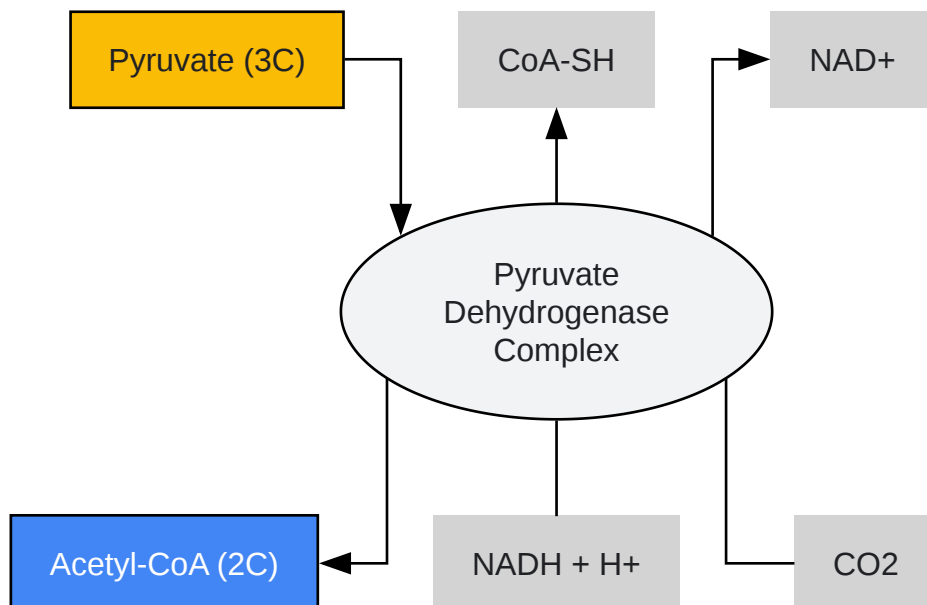 Pyruvate (3C)
CoA-SH
NAD+
Pyruvate
Dehydrogenase
Complex
Acetyl-CoA (2C)
NADH + H+
CO2